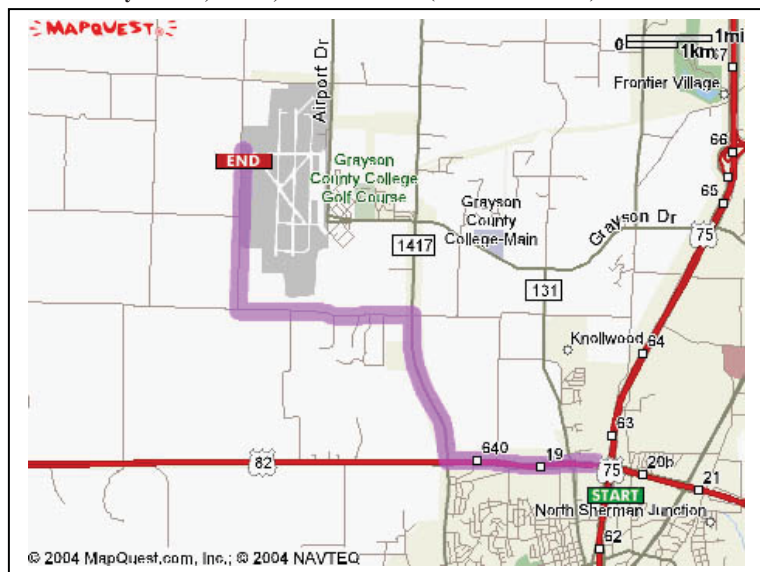 MAPQUEST
0
1mi
1km
67
Frontier Village
Airport Dr
66
END
Grayson
County College
Golf Course
65
Grayson
County
College-Main
Grayson Dr
75
1417
131
Knollwood
64
63
640
19
82
75
20b
21
START
North Sherman Junction
62
© 2004 MapQuest.com, Inc.; © 2004 NAVTEQ